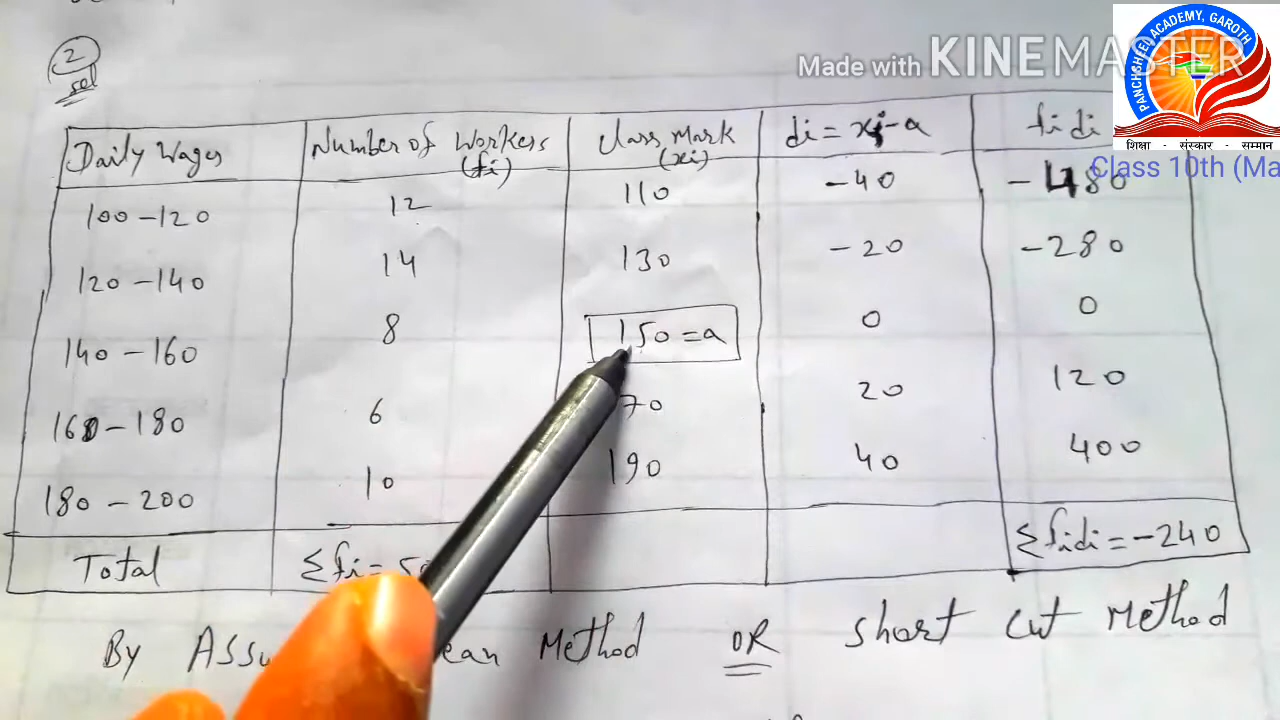 Made with KINEMASTER
PANCHSHEEL ACADEMY, GAROTH
शिक्षा - संस्कार - सम्मान
Class 10th (Ma
2
sol
Daily Wages Number of Workers (fi) Class Mark (xi) di = xi - a fidi
100 - 120 12 110 -40 -480
120 - 140 14 130 -20 -280
140 - 160 8 150 = a 0 0
160 - 180 6 70 20 120
180 - 200 10 190 40 400
Total Σfi = 50 Σfidi = -240
By Method OR Short Cut Method